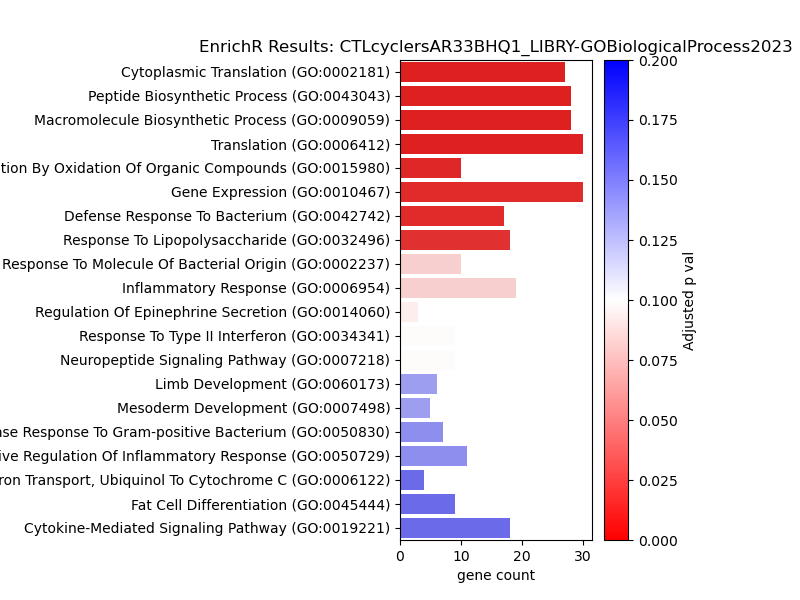 EnrichR Results: CTLcyclersAR33BHQ1_LIBRY-GOBiologicalProcess2023
Cytoplasmic Translation (GO:0002181)
Peptide Biosynthetic Process (GO:0043043)
Macromolecule Biosynthetic Process (GO:0009059)
Translation (GO:0006412)
tion By Oxidation Of Organic Compounds (GO:0015980)
Gene Expression (GO:0010467)
Defense Response To Bacterium (GO:0042742)
Response To Lipopolysaccharide (GO:0032496)
Response To Molecule Of Bacterial Origin (GO:0002237)
Inflammatory Response (GO:0006954)
Regulation Of Epinephrine Secretion (GO:0014060)
Response To Type II Interferon (GO:0034341)
Neuropeptide Signaling Pathway (GO:0007218)
Limb Development (GO:0060173)
Mesoderm Development (GO:0007498)
nse Response To Gram-positive Bacterium (GO:0050830)
ive Regulation Of Inflammatory Response (GO:0050729)
ron Transport, Ubiquinol To Cytochrome C (GO:0006122)
Fat Cell Differentiation (GO:0045444)
Cytokine-Mediated Signaling Pathway (GO:0019221)
0 10 20 30
gene count
0.200
0.175
0.150
0.125
0.100
0.075
0.050
0.025
0.000
Adjusted p val